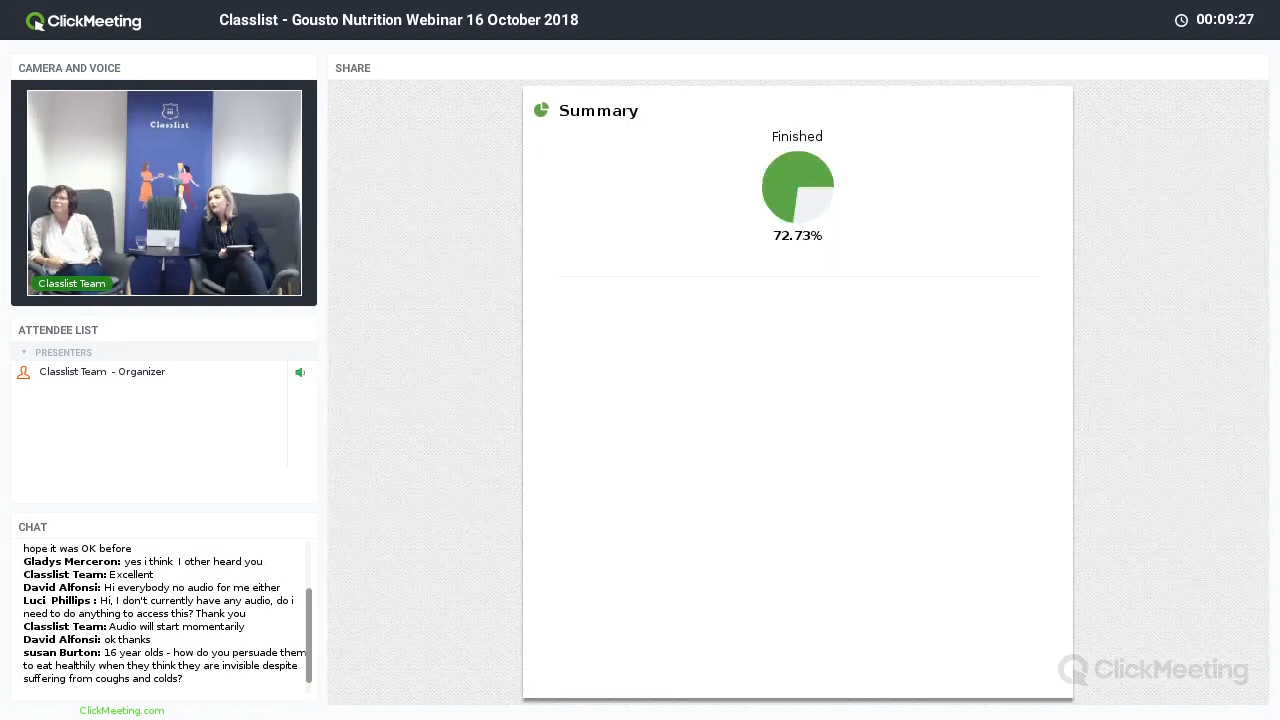 ClickMeeting
Classlist - Gousto Nutrition Webinar 16 October 2018
00:09:27
CAMERA AND VOICE
Classlist
Classlist Team
ATTENDEE LIST
PRESENTERS
Classlist Team - Organizer
CHAT
hope it was OK before
Gladys Merceron: yes i think I other heard you
Classlist Team: Excellent
David Alfonsi: Hi everybody no audio for me either
Luci Phillips : Hi, I don't currently have any audio, do i
need to do anything to access this? Thank you
Classlist Team: Audio will start momentarily
David Alfonsi: ok thanks
susan Burton: 16 year olds - how do you persuade them
to eat healthily when they think they are invisible despite
suffering from coughs and colds?
ClickMeeting.com
SHARE
Summary
Finished
72.73%
ClickMeeting